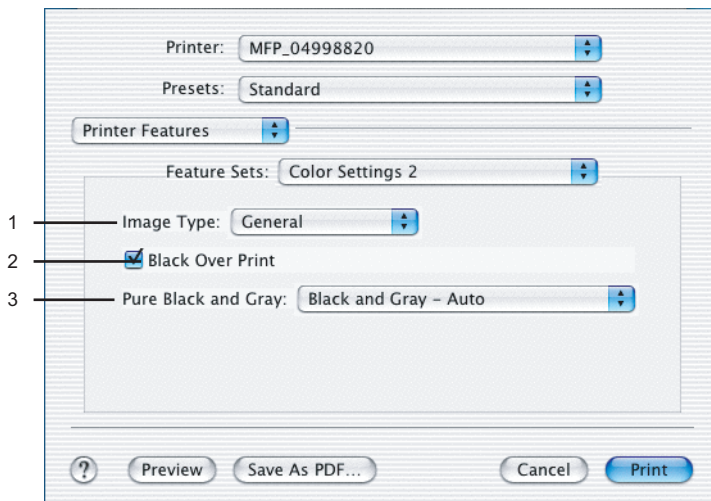 Printer: MFP_04998820
Presets: Standard
Printer Features
Feature Sets: Color Settings 2
1 Image Type: General
2 Black Over Print
3 Pure Black and Gray: Black and Gray – Auto
? Preview Save As PDF... Cancel Print